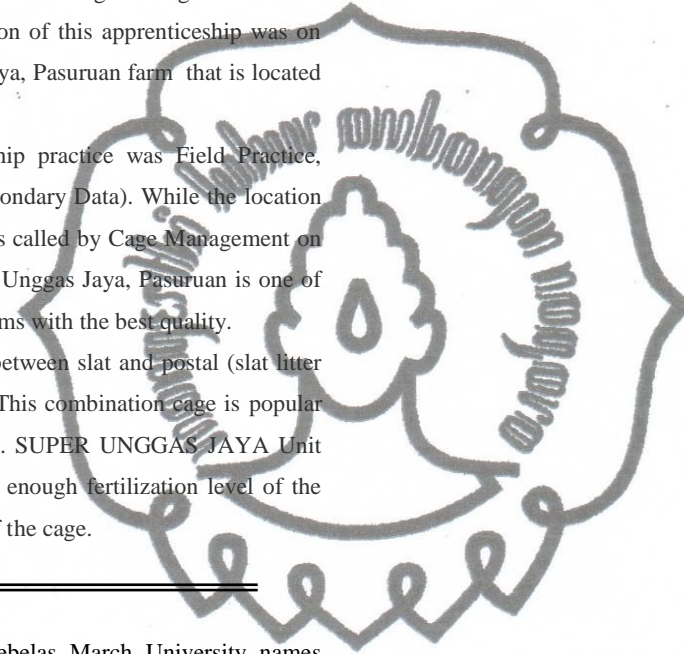 ion of this apprenticeship was on
ya, Pasuruan farm that is located
hip practice was Field Practice,
ondary Data). While the location
s called by Cage Management on
Unggas Jaya, Pasuruan is one of
ms with the best quality.
between slat and postal (slat litter
This combination cage is popular
. SUPER UNGGAS JAYA Unit
enough fertilization level of the
f the cage.
ebelas March University names